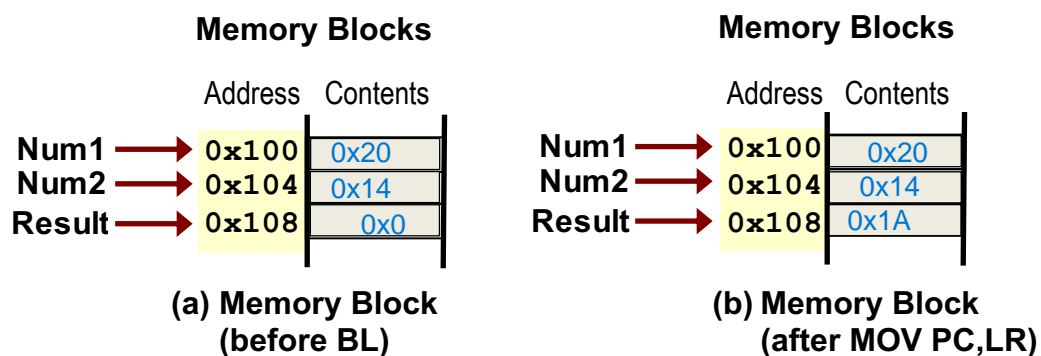 Memory Blocks
Address Contents
Num1 0x100 0x20
Num2 0x104 0x14
Result 0x108 0x0
(a) Memory Block
(before BL)
Memory Blocks
Address Contents
Num1 0x100 0x20
Num2 0x104 0x14
Result 0x108 0x1A
(b) Memory Block
(after MOV PC,LR)